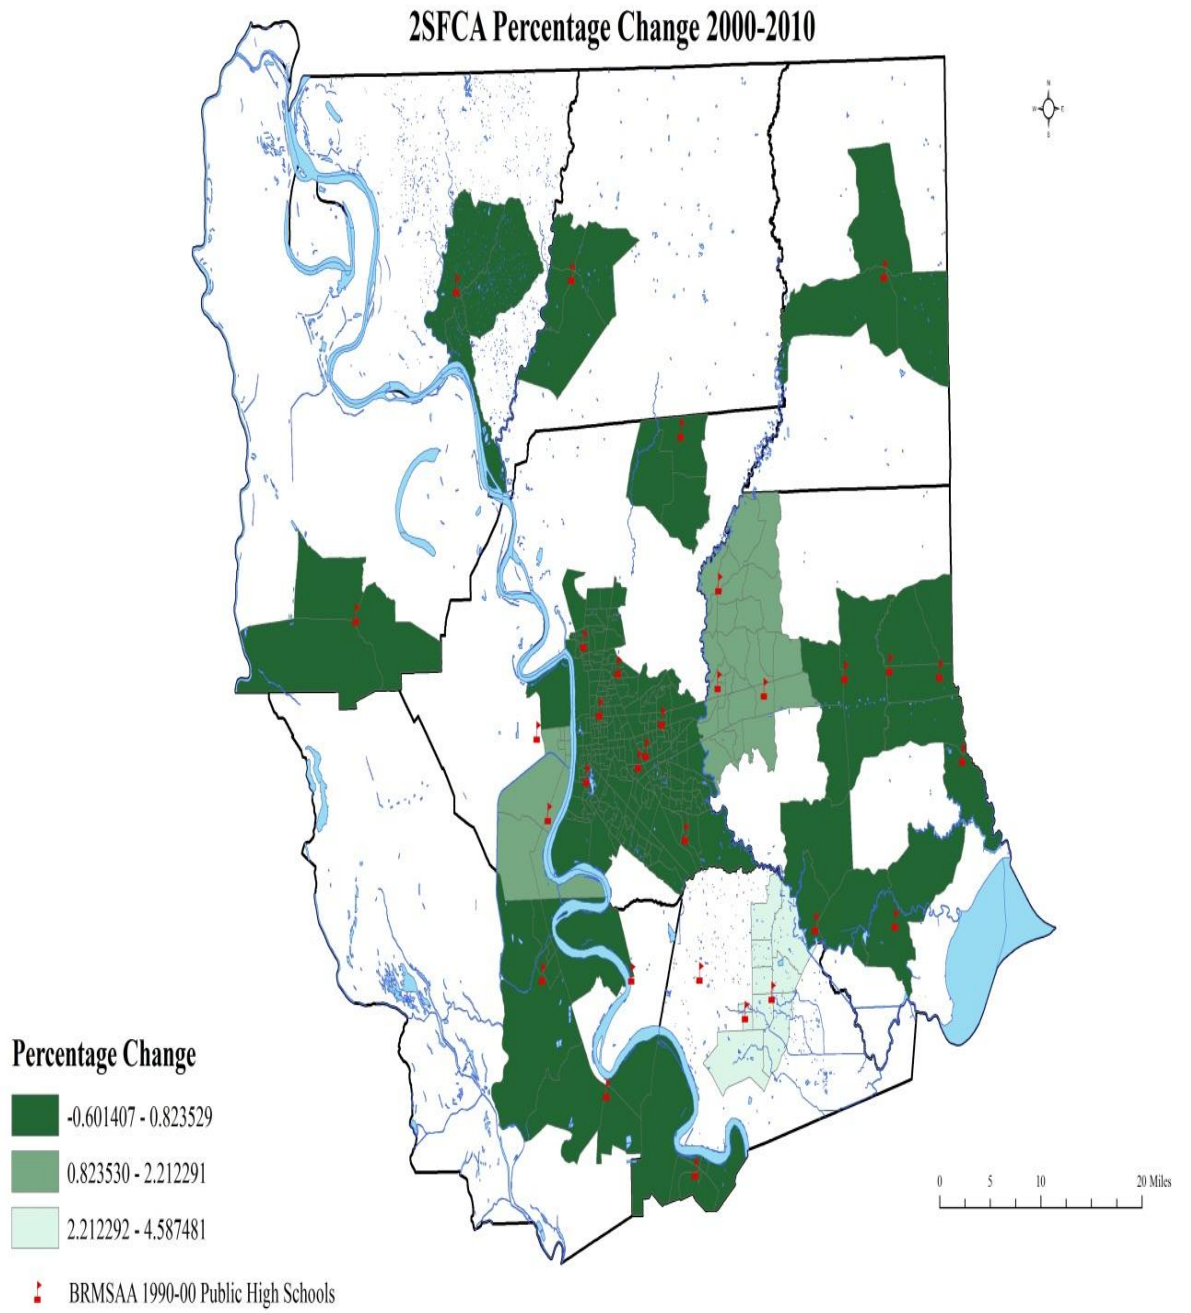 2SFCA Percentage Change 2000-2010
N
W E
S
Percentage Change
-0.601407 - 0.823529
0.823530 - 2.212291
2.212292 - 4.587481
BRMSAA 1990-00 Public High Schools
0 5 10 20 Miles